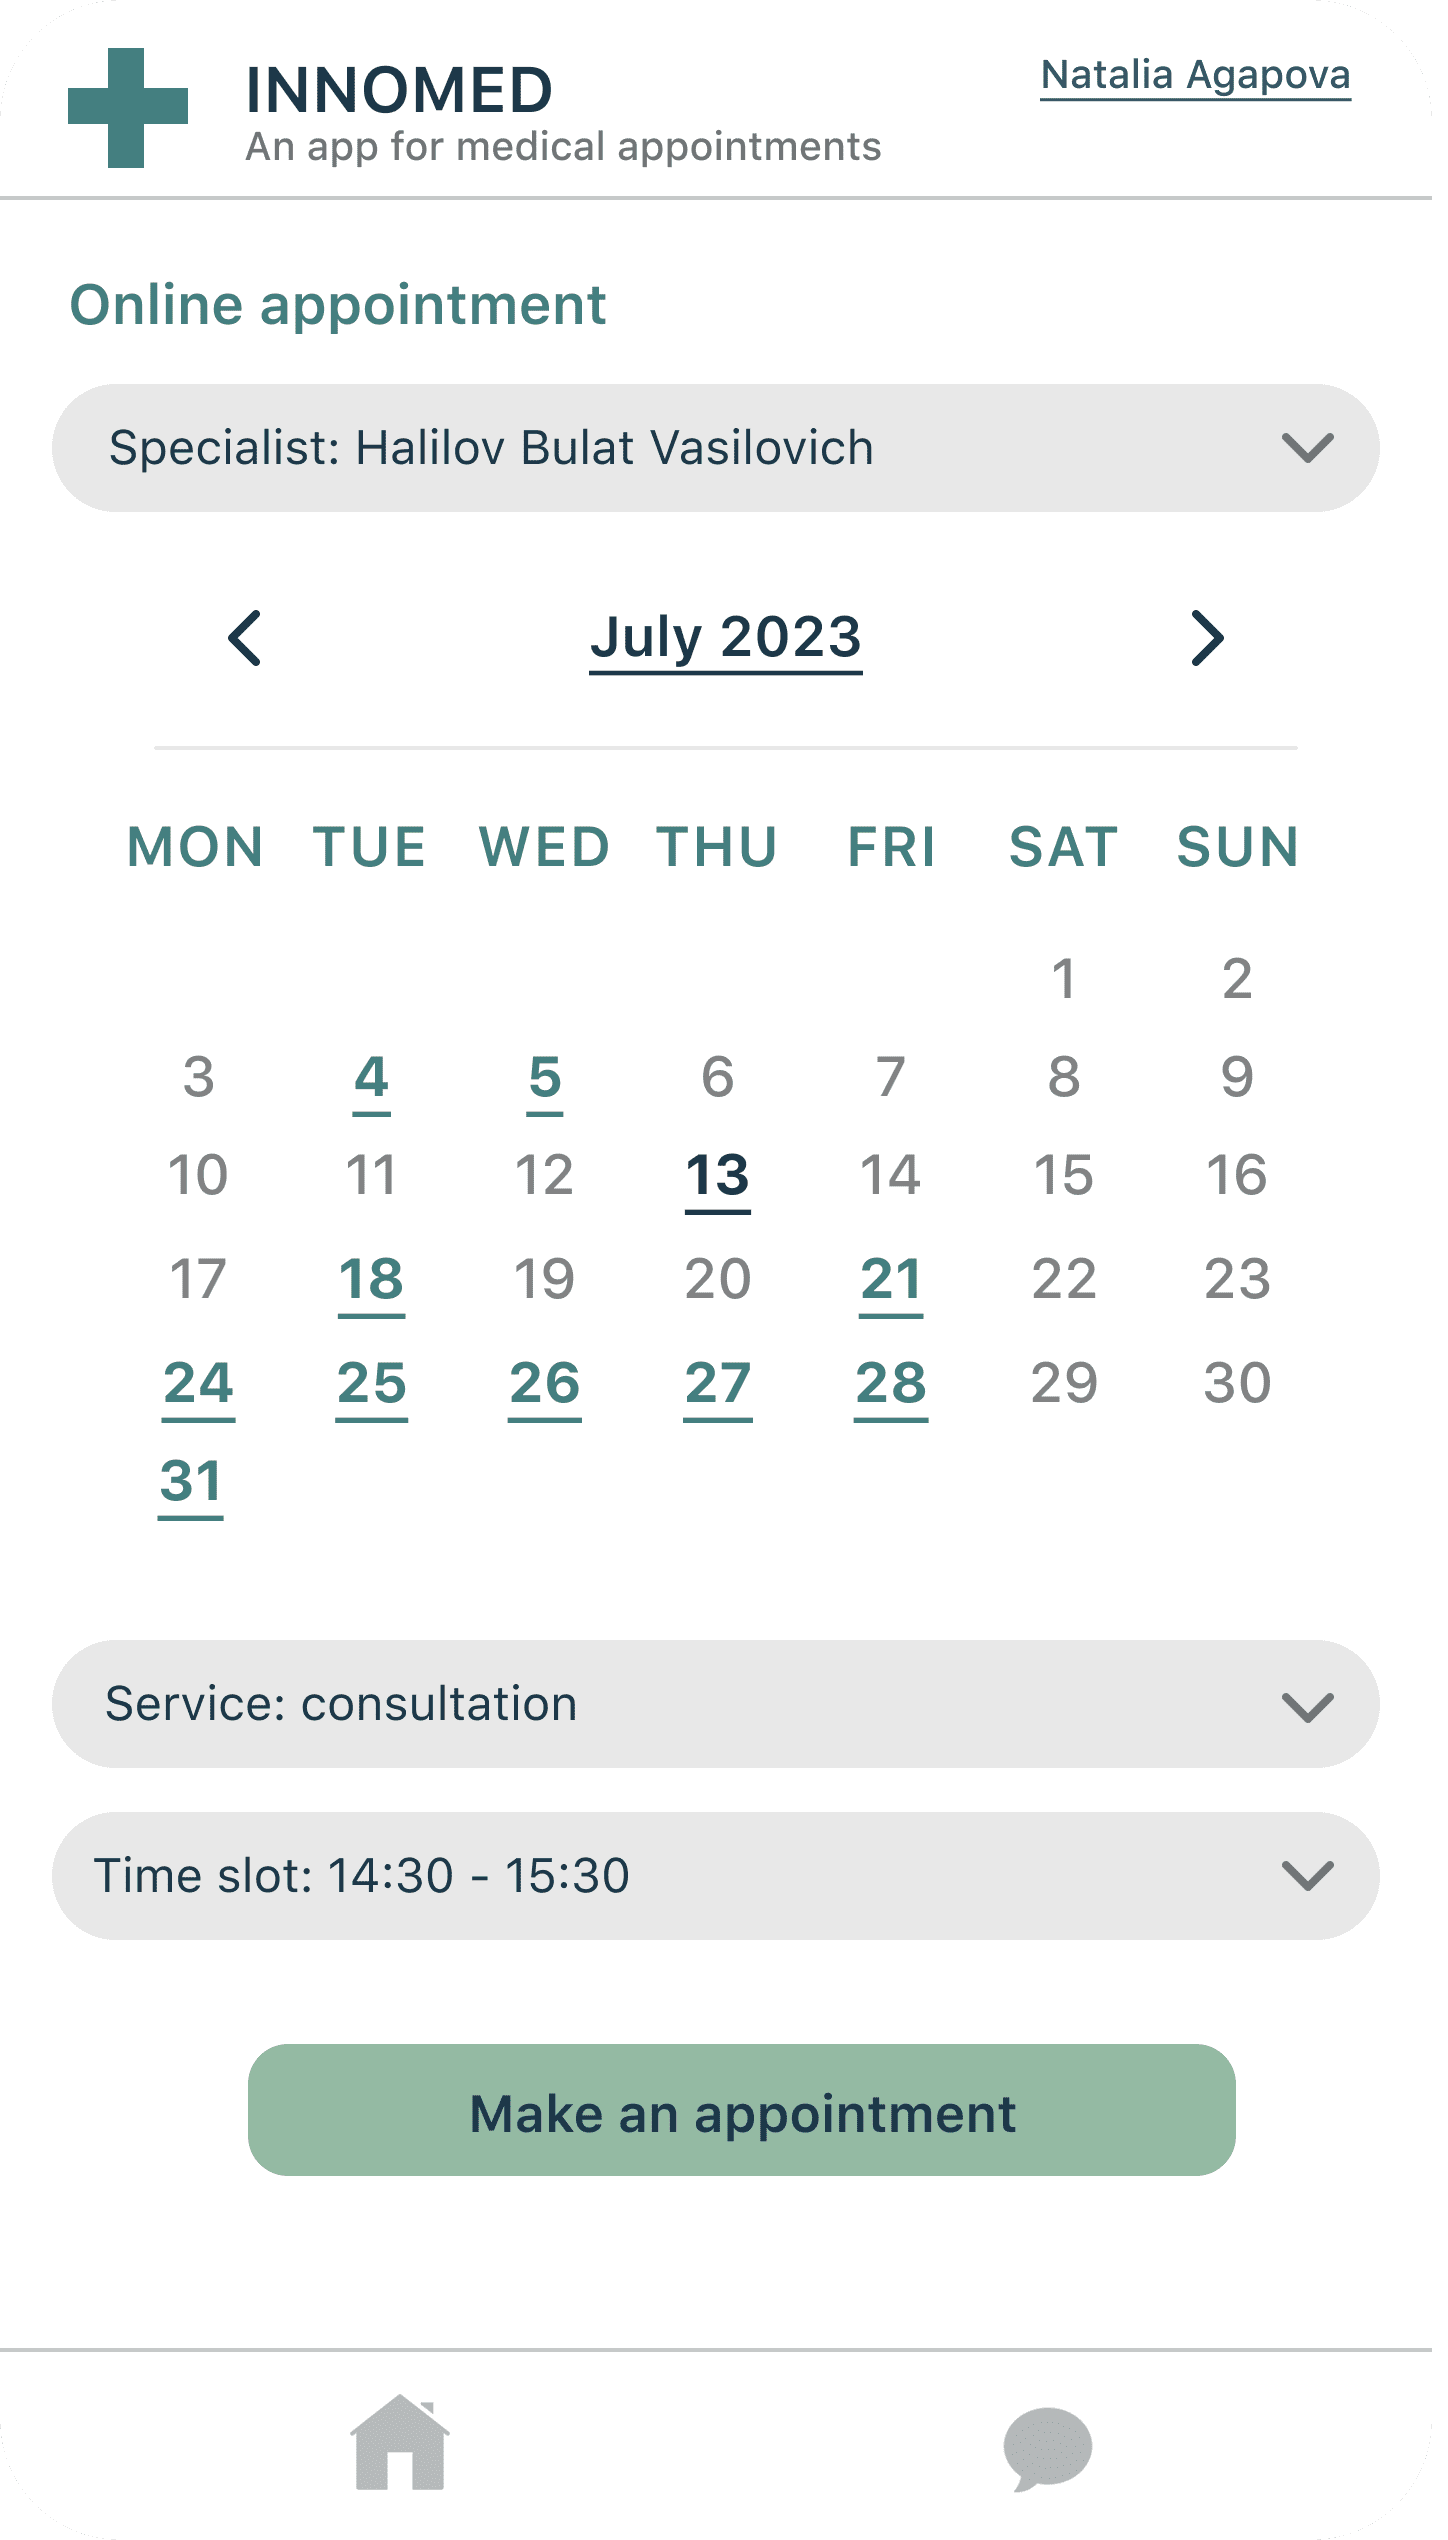 INNOMED
An app for medical appointments
Natalia Agapova
Online appointment
Specialist: Halilov Bulat Vasilovich
July 2023
MON TUE WED THU FRI SAT SUN
1 2
3 4 5 6 7 8 9
10 11 12 13 14 15 16
17 18 19 20 21 22 23
24 25 26 27 28 29 30
31
Service: consultation
Time slot: 14:30 - 15:30
Make an appointment